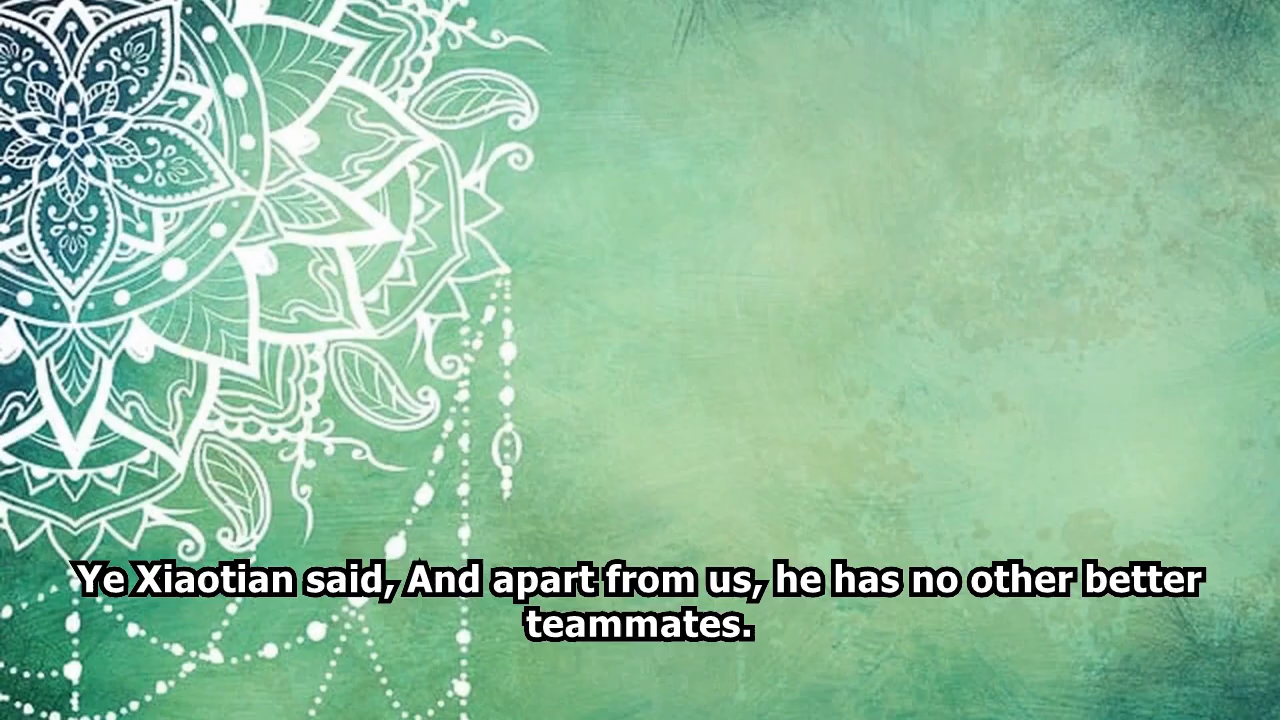 Ye Xiaotian said, And apart from us, he has no other better
teammates.